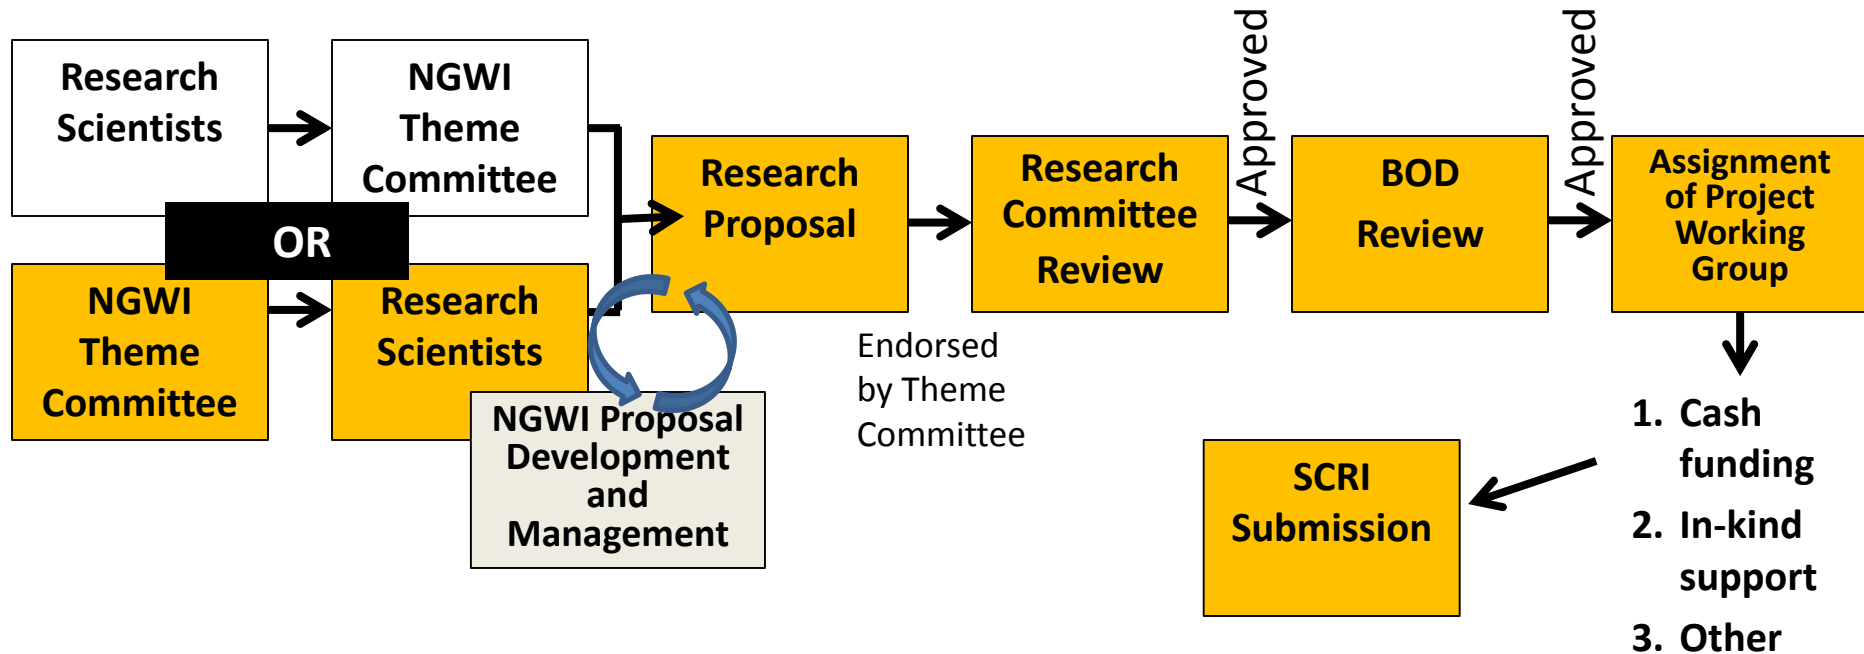 Research
Scientists
NGWI
Theme
Committee
OR
NGWI
Theme
Committee
Research
Scientists
NGWI Proposal
Development
and
Management
Research
Proposal
Endorsed
by Theme
Committee
Research
Committee
Review
Approved
BOD
Review
Approved
Assignment
of Project
Working
Group
1. Cash
funding
2. In-kind
support
3. Other
SCRI
Submission